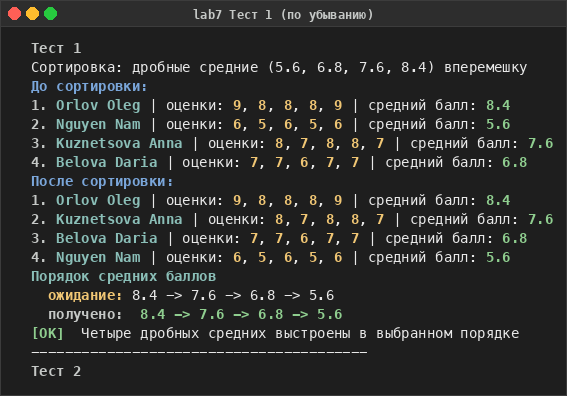 lab7 Тест 1 (по убыванию)
Тест 1
Сортировка: дробные средние (5.6, 6.8, 7.6, 8.4) вперемешку
До сортировки:
1. Orlov Oleg | оценки: 9, 8, 8, 8, 9 | средний балл: 8.4
2. Nguyen Nam | оценки: 6, 5, 6, 5, 6 | средний балл: 5.6
3. Kuznetsova Anna | оценки: 8, 7, 8, 8, 7 | средний балл: 7.6
4. Belova Daria | оценки: 7, 7, 6, 7, 7 | средний балл: 6.8
После сортировки:
1. Orlov Oleg | оценки: 9, 8, 8, 8, 9 | средний балл: 8.4
2. Kuznetsova Anna | оценки: 8, 7, 8, 8, 7 | средний балл: 7.6
3. Belova Daria | оценки: 7, 7, 6, 7, 7 | средний балл: 6.8
4. Nguyen Nam | оценки: 6, 5, 6, 5, 6 | средний балл: 5.6
Порядок средних баллов
ожидание: 8.4 −> 7.6 −> 6.8 −> 5.6
получено: 8.4 −> 7.6 −> 6.8 −> 5.6
[OK] Четыре дробных средних выстроены в выбранном порядке
−−−−−−−−−−−−−−−−−−−−−−−−−−−−−−−−−−−−−−−−
Тест 2